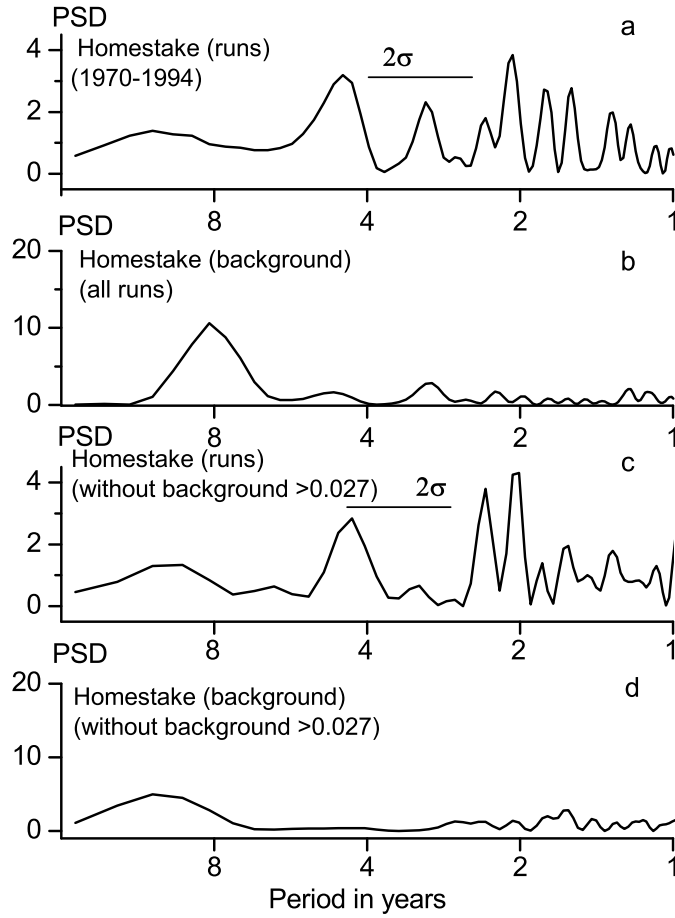 PSD
a
4
Homestake (runs)
2σ
(1970-1994)
2
0
8 4 2 1
PSD
20
Homestake (background)
b
(all runs)
10
0
8 4 2 1
PSD
Homestake (runs)
c
4
(without background >0.027)
2σ
2
0
8 4 2 1
PSD
20
Homestake (background)
d
(without background >0.027)
10
0
8 4 2 1
Period in years